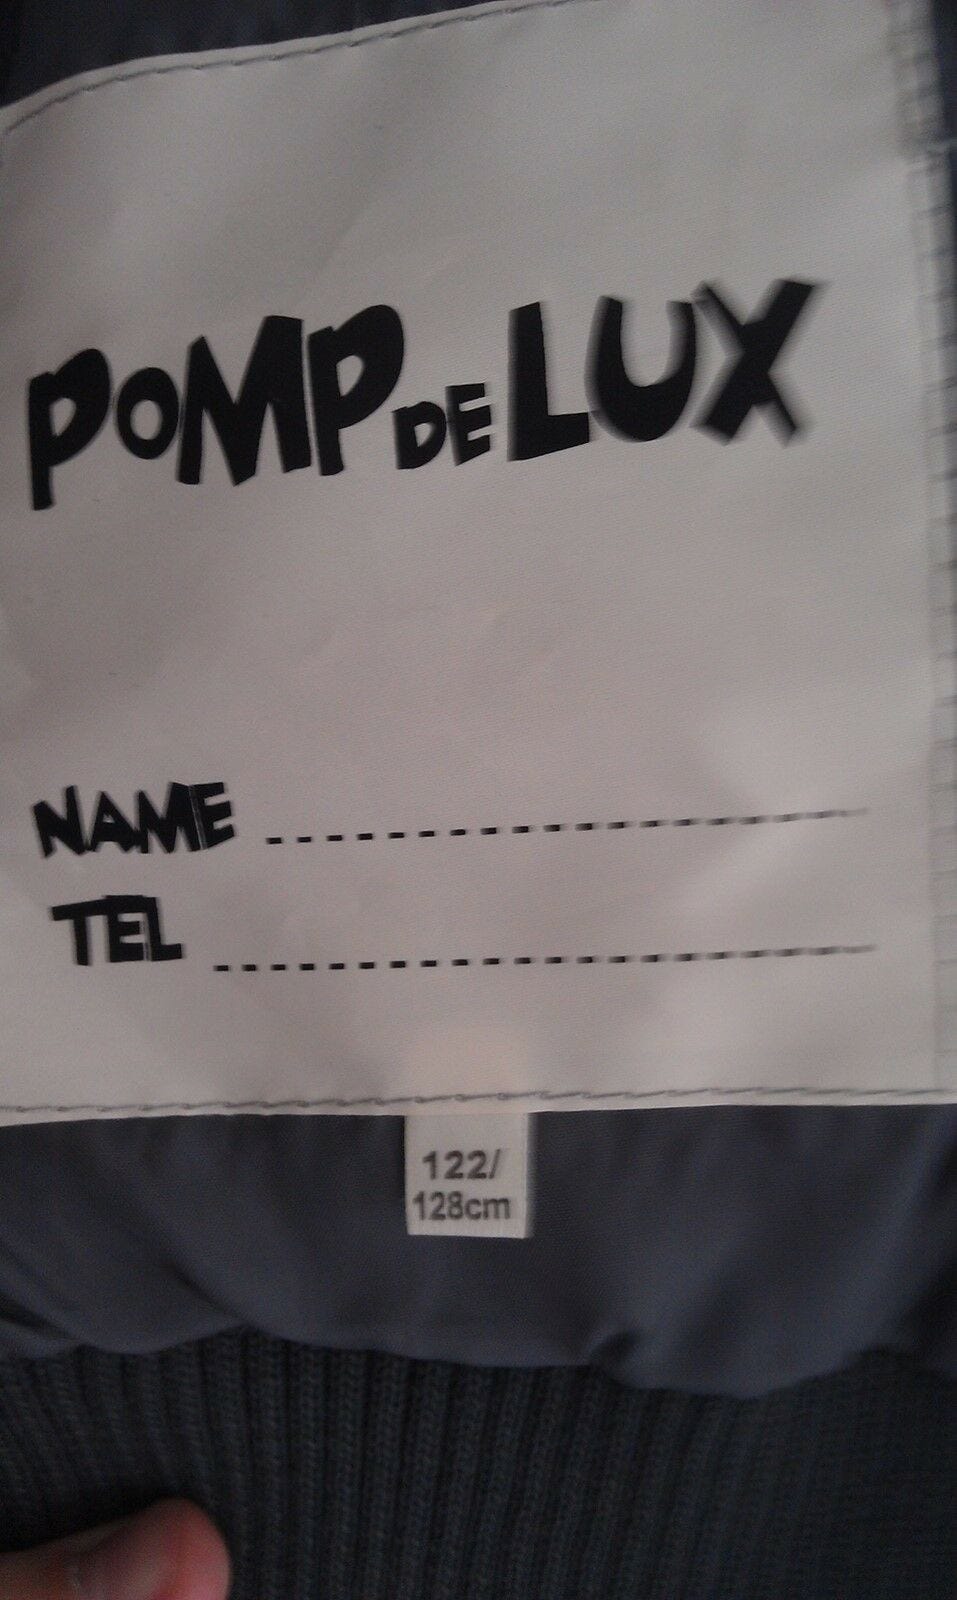 POMP DE LUX
NAME ........................
TEL ........................
122/
128cm